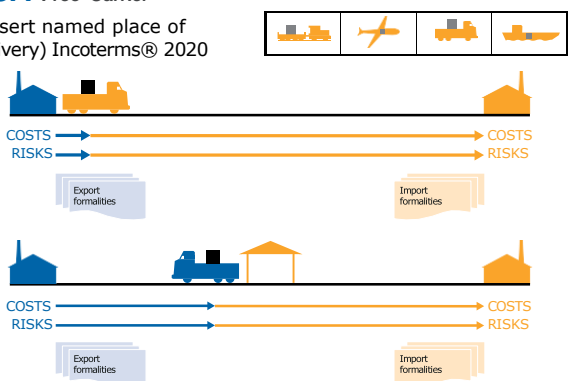 Free Carrier
sert named place of
very) Incoterms® 2020
COSTS COSTS
RISKS RISKS
Export
formalities
Import
formalities
COSTS COSTS
RISKS RISKS
Export
formalities
Import
formalities